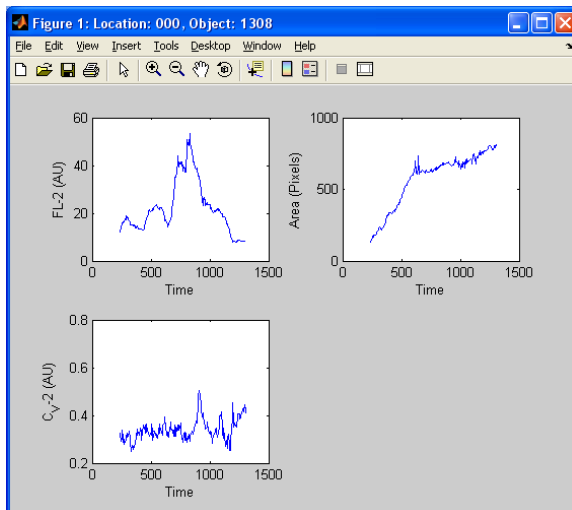 Figure 1: Location: 000, Object: 1308
File Edit View Insert Tools Desktop Window Help
60
40
20
0
FL-2 (AU)
0 500 1000 1500
Time
1000
500
0
Area (Pixels)
0 500 1000 1500
Time
0.8
0.6
0.4
0.2
CV-2 (AU)
0 500 1000 1500
Time